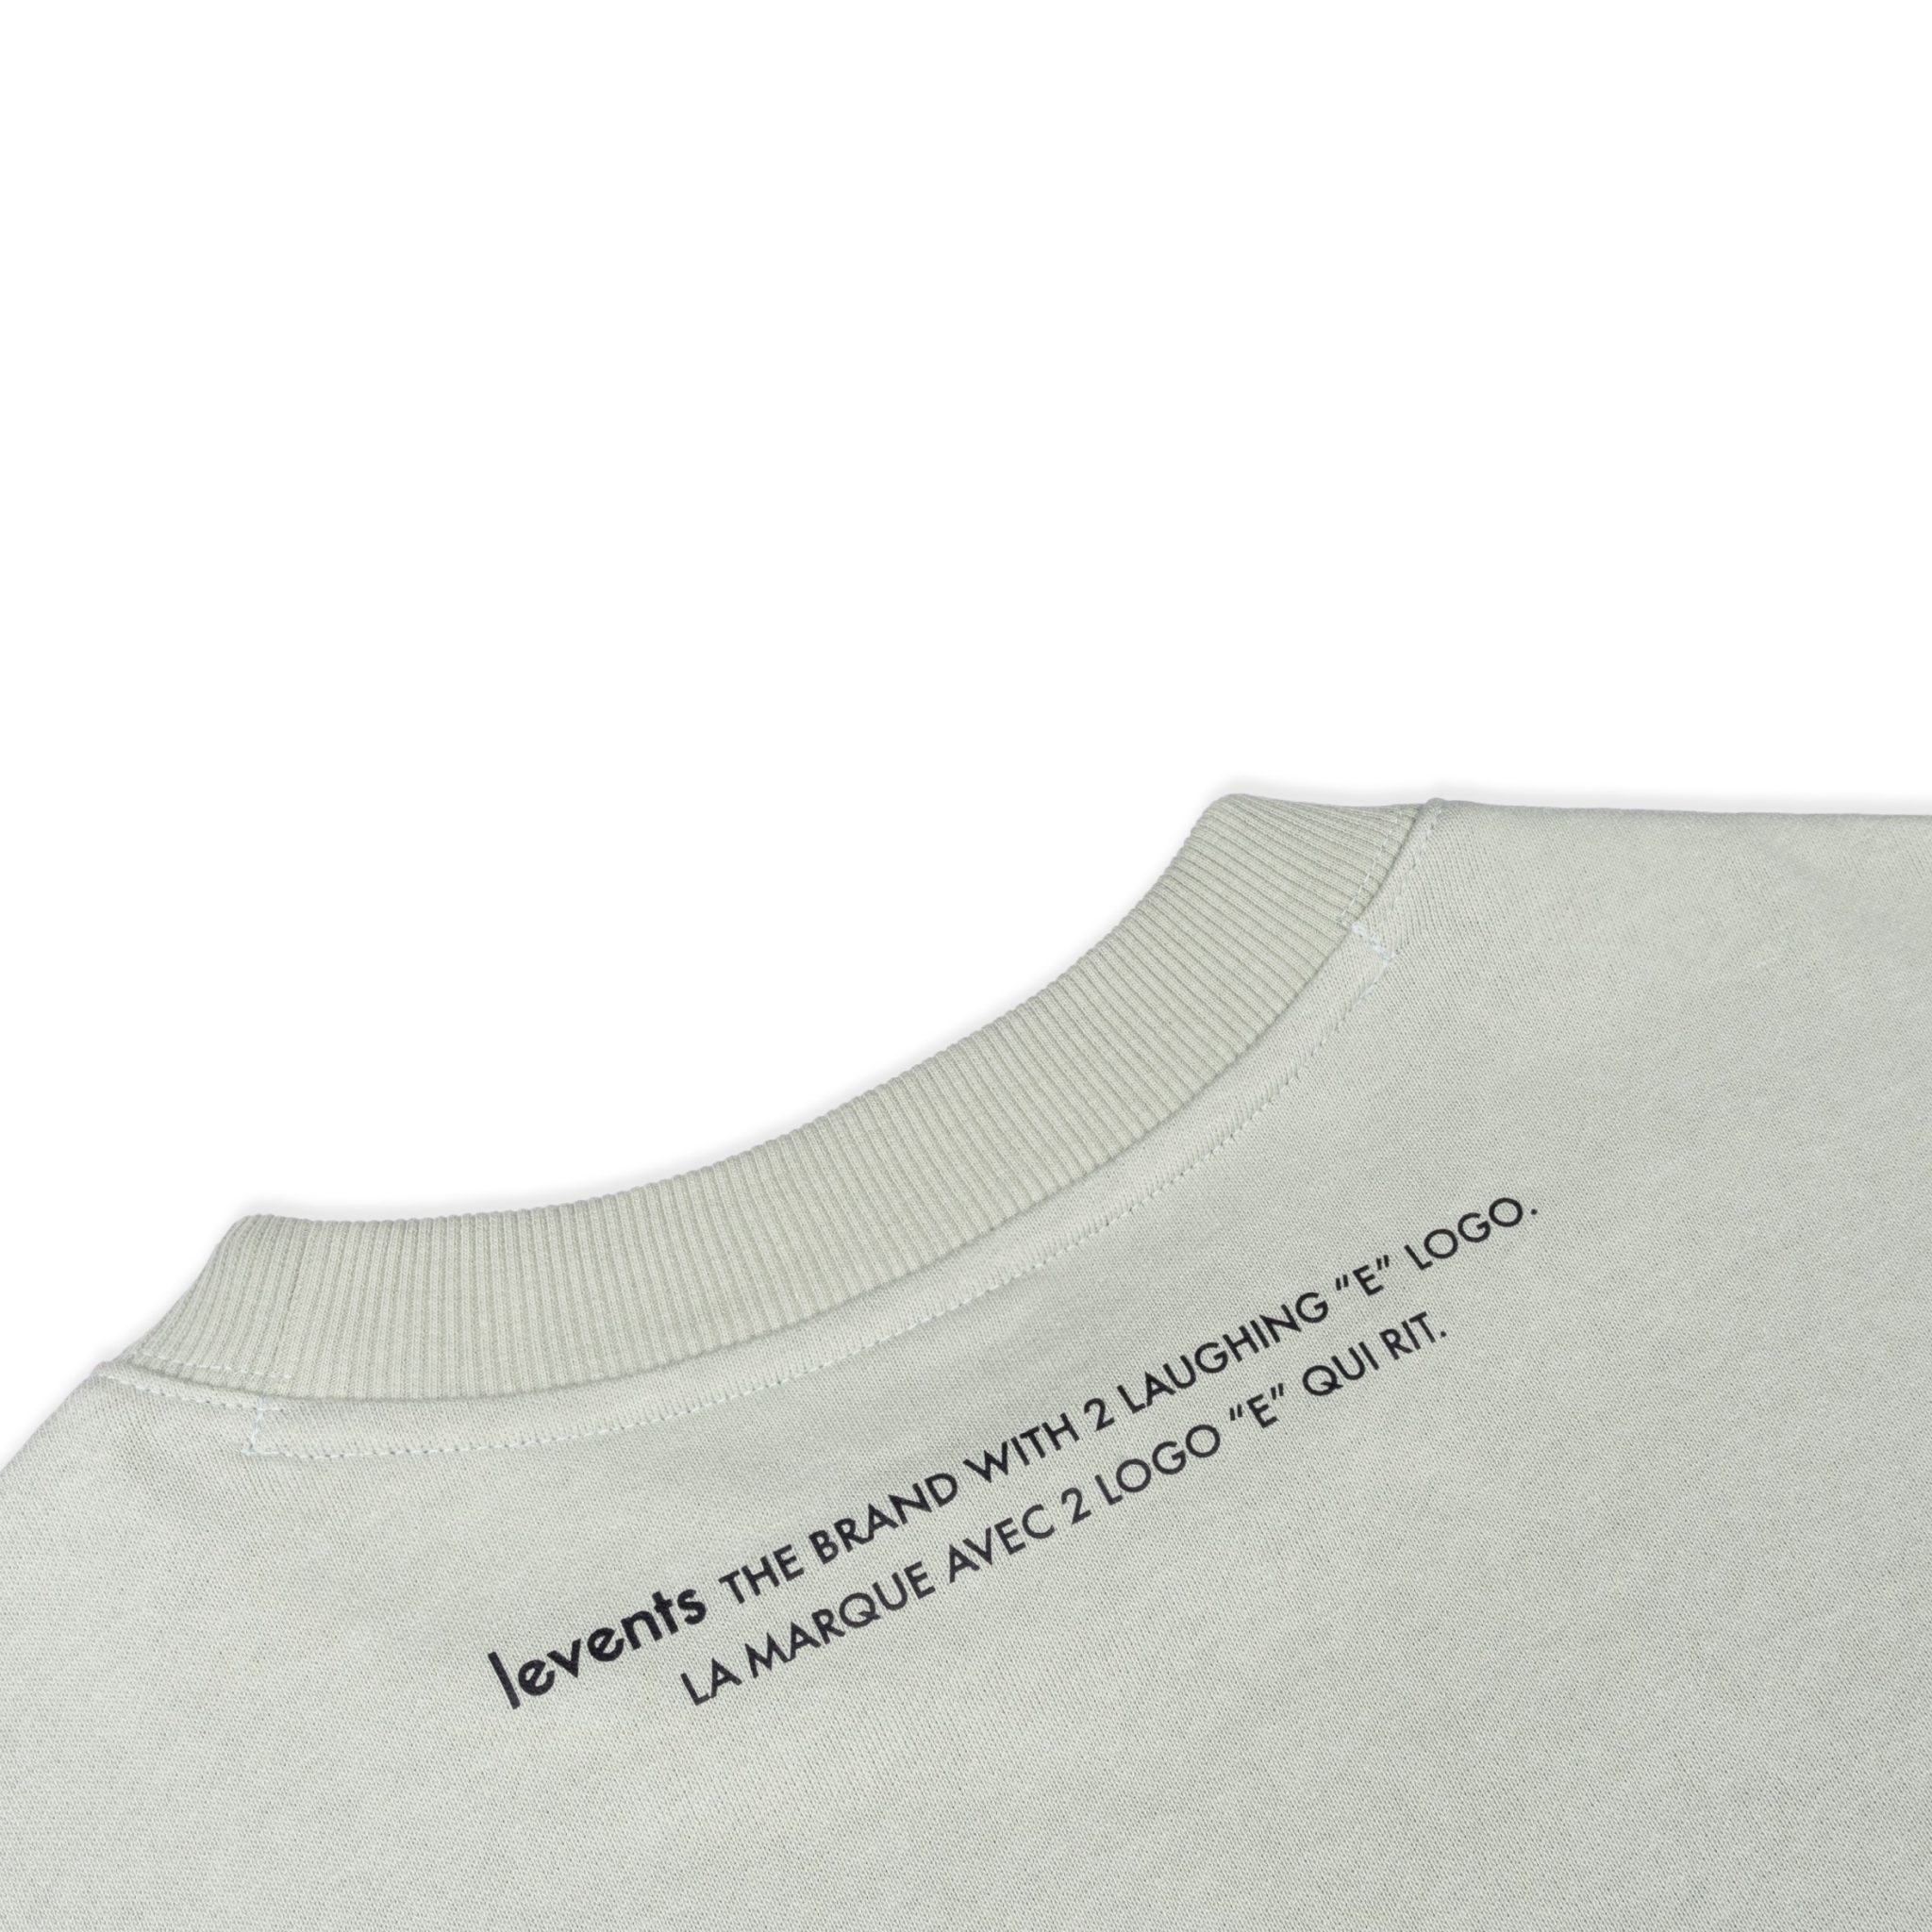 levents THE BRAND WITH 2 LAUGHING “E” LOGO.
LA MARQUE AVEC 2 LOGO “E” QUI RIT.